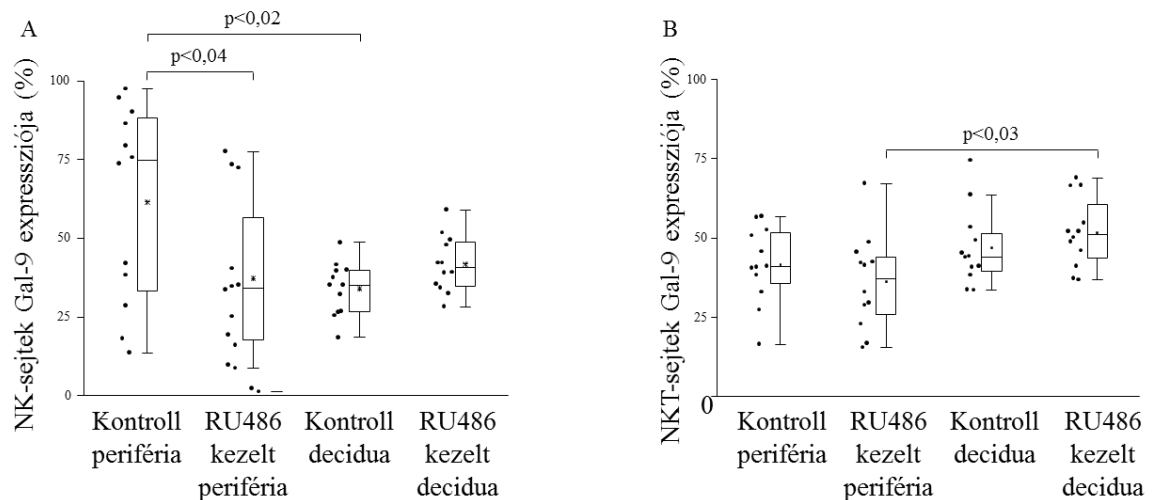 A
NK-sejtek Gal-9 expressziója (%)
p<0,02
p<0,04
100
75
50
25
0
Kontroll periféria
RU486 kezelt periféria
Kontroll decidua
RU486 kezelt decidua
B
NKT-sejtek Gal-9 expressziója (%)
p<0,03
100
75
50
25
0
Kontroll periféria
RU486 kezelt periféria
Kontroll decidua
RU486 kezelt decidua